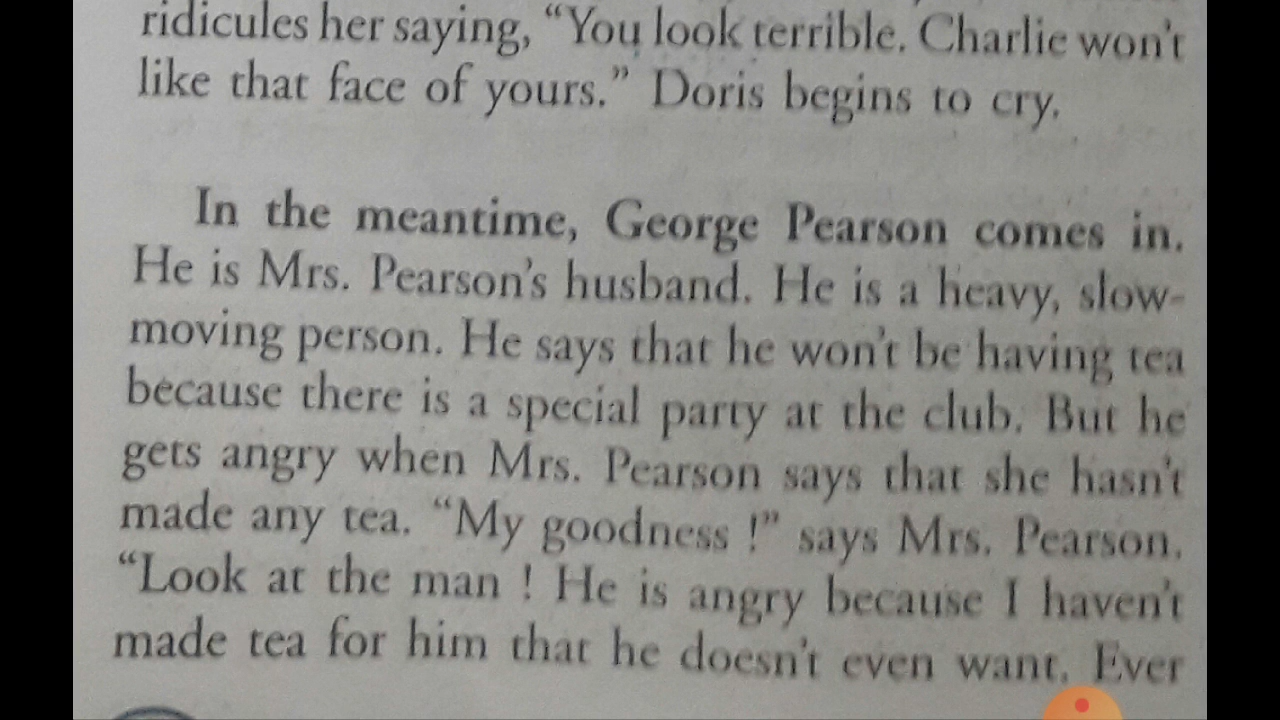 ridicules her saying, “You look terrible. Charlie won't
like that face of yours.” Doris begins to cry.
In the meantime, George Pearson comes in.
He is Mrs. Pearson's husband. He is a heavy, slow-
moving person. He says that he won't be having tea
because there is a special party at the club. But he
gets angry when Mrs. Pearson says that she hasn't
made any tea. “My goodness !” says Mrs. Pearson.
“Look at the man ! He is angry because I haven't
made tea for him that he doesn't even want. Ever